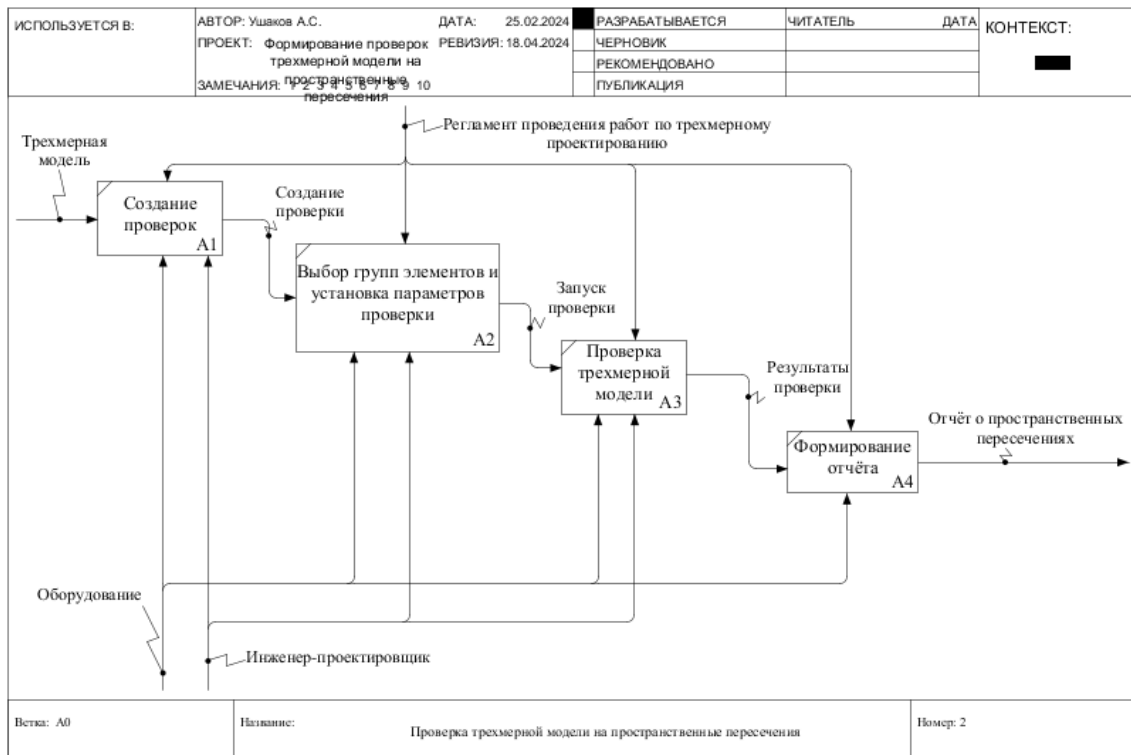 ИСПОЛЬЗУЕТСЯ В:
АВТОР: Ушаков А.С.
ДАТА: 25.02.2024
РАЗРАБАТЫВАЕТСЯ
ЧИТАТЕЛЬ
ДАТА
КОНТЕКСТ:
ПРОЕКТ: Формирование проверок
трехмерной модели на
пространственные
пересечения
РЕВИЗИЯ: 18.04.2024
ЧЕРНОВИК
РЕКОМЕНДОВАНО
ЗАМЕЧАНИЯ: 1 2 3 4 5 6 7 8 9 10
ПУБЛИКАЦИЯ
Регламент проведения работ по трехмерному
проектированию
Трехмерная
модель
Создание
проверок
A1
Создание
проверки
Выбор групп элементов и
установка параметров
проверки
A2
Запуск
проверки
Проверка
трехмерной
модели
A3
Результаты
проверки
Формирование
отчёта
A4
Отчёт о пространственных
пересечениях
Оборудование
Инженер-проектировщик
Ветка: A0
Название:
Проверка трехмерной модели на пространственные пересечения
Номер: 2